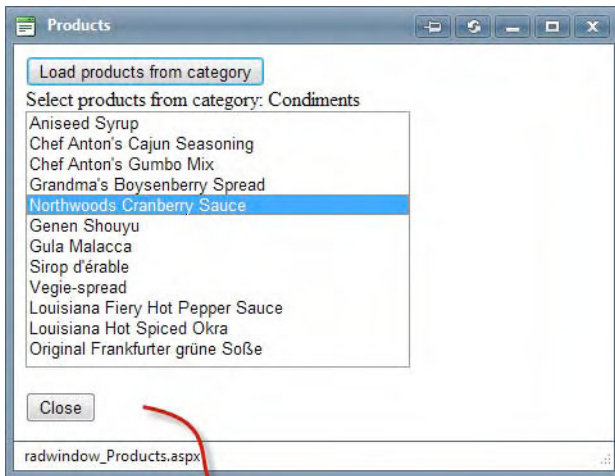 Products
Load products from category
Select products from category: Condiments
Aniseed Syrup
Chef Anton's Cajun Seasoning
Chef Anton's Gumbo Mix
Grandma's Boysenberry Spread
Northwoods Cranberry Sauce
Genen Shouyu
Gula Malacca
Sirop d'érable
Vegie-spread
Louisiana Fiery Hot Pepper Sauce
Louisiana Hot Spiced Okra
Original Frankfurter grüne Soße
Close
radwindow_Products.aspx